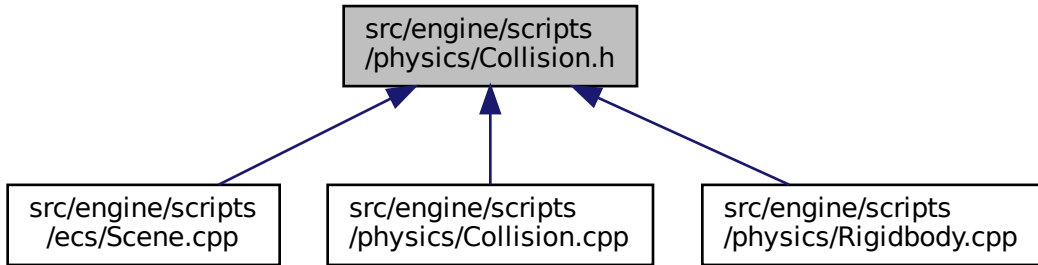 src/engine/scripts
/physics/Collision.h
src/engine/scripts
/ecs/Scene.cpp
src/engine/scripts
/physics/Collision.cpp
src/engine/scripts
/physics/Rigidbody.cpp